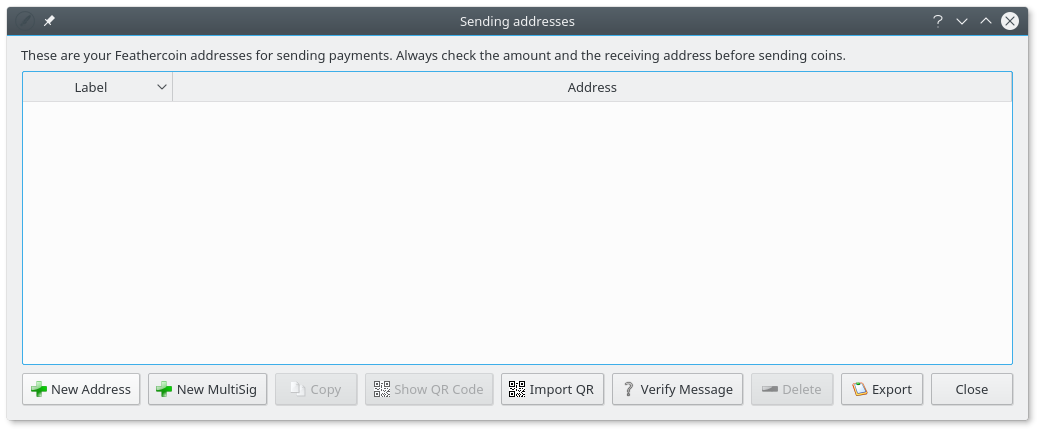 Sending addresses
These are your Feathercoin addresses for sending payments. Always check the amount and the receiving address before sending coins.
Label Address
New Address New MultiSig Copy Show QR Code Import QR Verify Message Delete Export Close